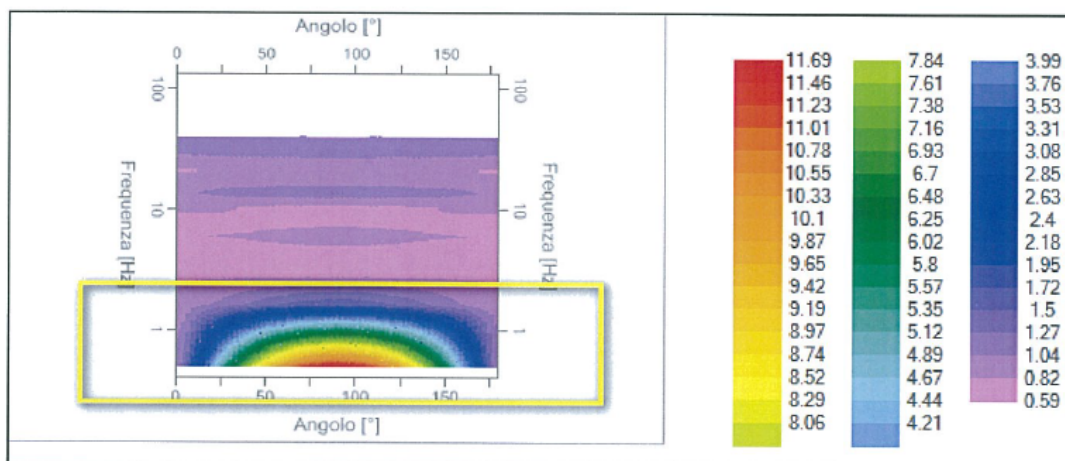 Angolo [°]
0 50 100 150
100 100
Frequenza [Hz]
Frequenza [Hz]
10 10
1 1
0 50 100 150
Angolo [°]
11.69 7.84 3.99
11.46 7.61 3.76
11.23 7.38 3.53
11.01 7.16 3.31
10.78 6.93 3.08
10.55 6.7 2.85
10.33 6.48 2.63
10.1 6.25 2.4
9.87 6.02 2.18
9.65 5.8 1.95
9.42 5.57 1.72
9.19 5.35 1.5
8.97 5.12 1.27
8.74 4.89 1.04
8.52 4.67 0.82
8.29 4.44 0.59
8.06 4.21